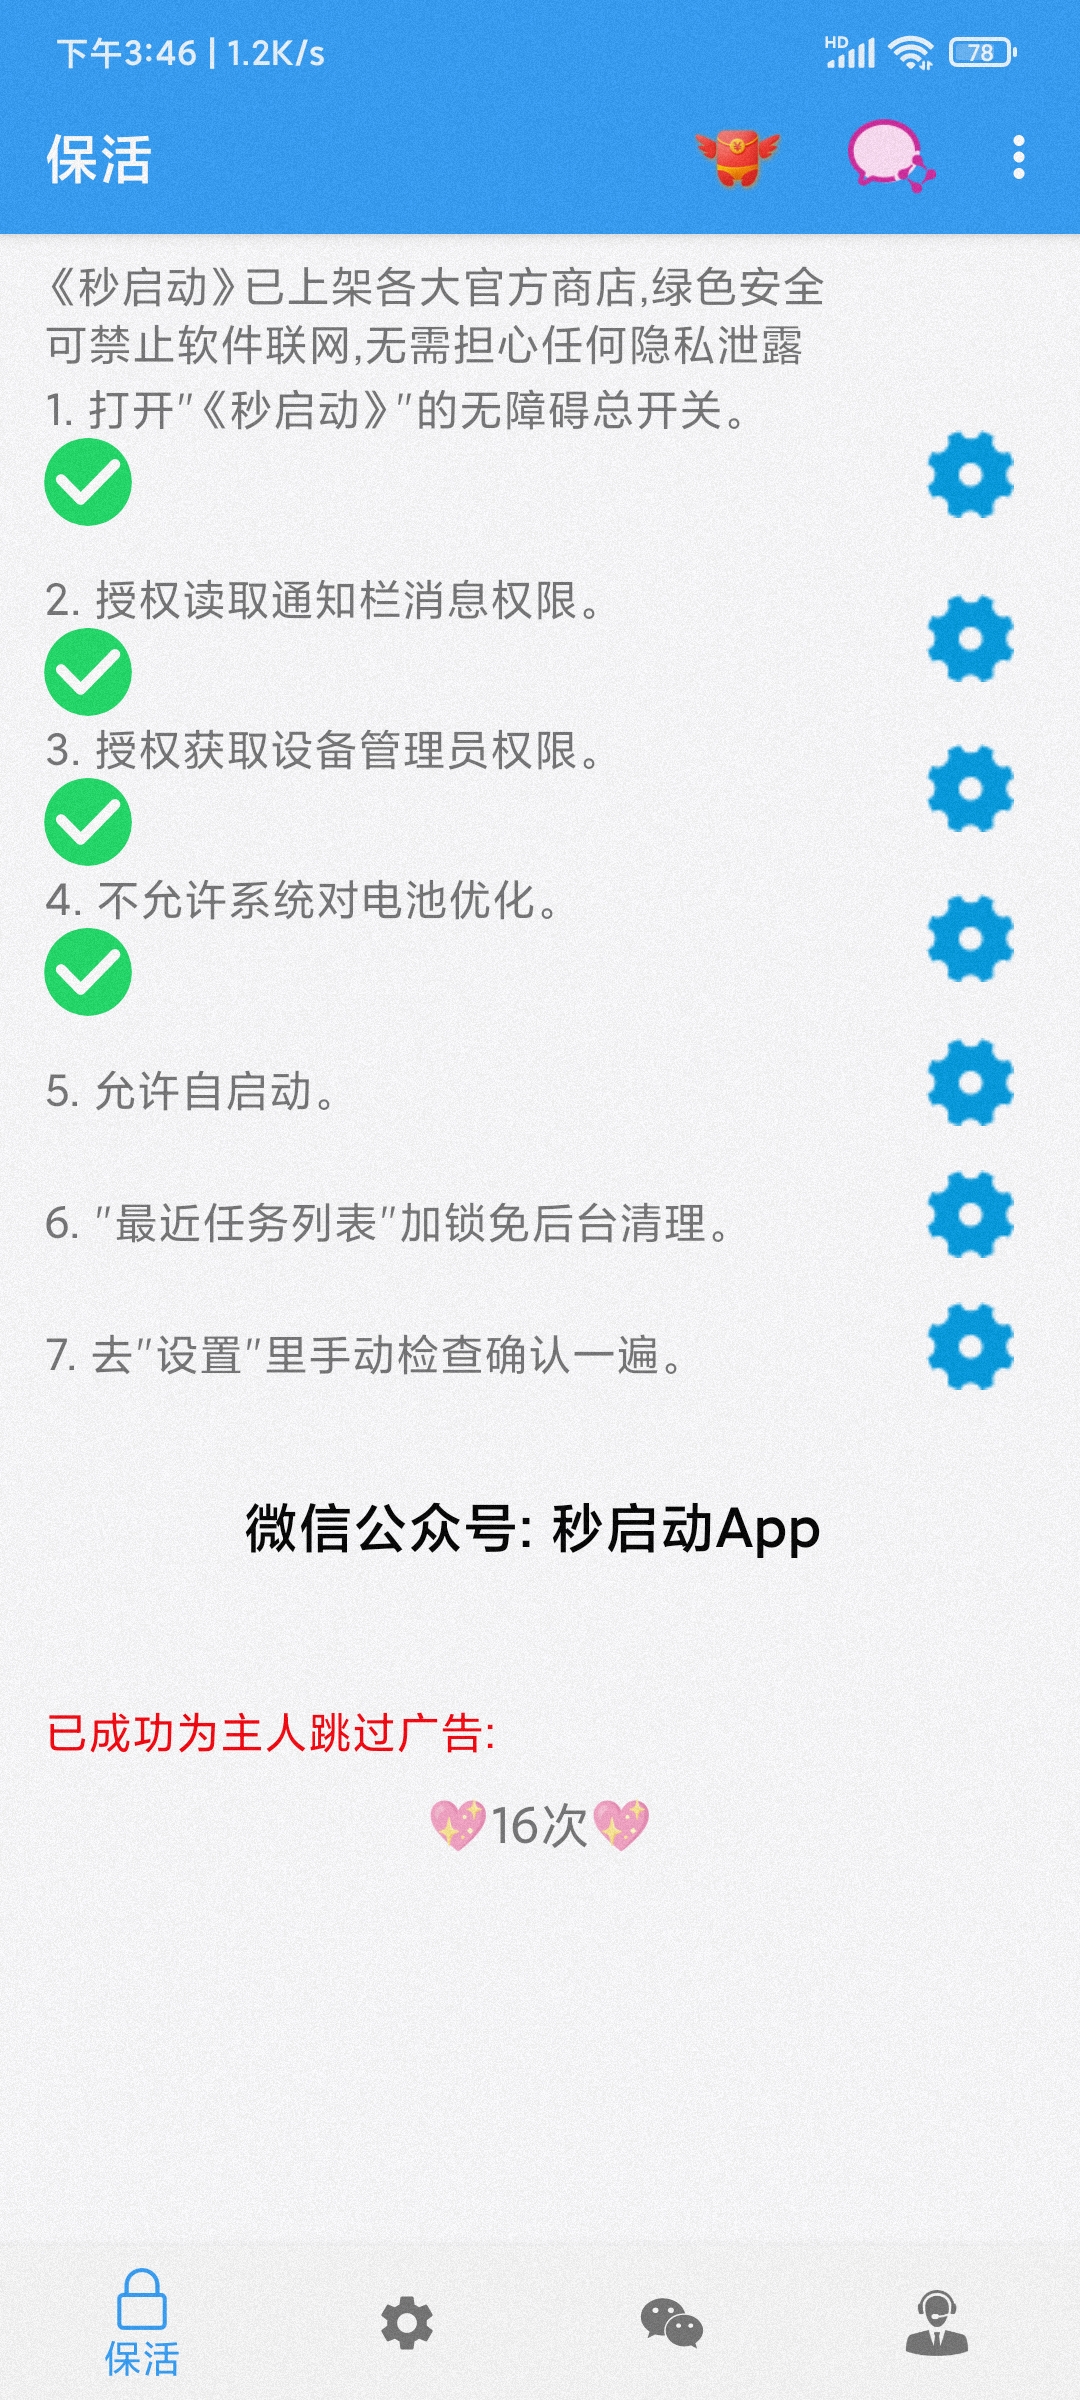 下午3:46 | 1.2K/s
HD
78
保活
《秒启动》已上架各大官方商店,绿色安全
可禁止软件联网,无需担心任何隐私泄露
1. 打开"《秒启动》"的无障碍总开关。
2. 授权读取通知栏消息权限。
3. 授权获取设备管理员权限。
4. 不允许系统对电池优化。
5. 允许自启动。
6. "最近任务列表"加锁免后台清理。
7. 去"设置"里手动检查确认一遍。
微信公众号: 秒启动App
已成功为主人跳过广告:
💖16次💖
保活